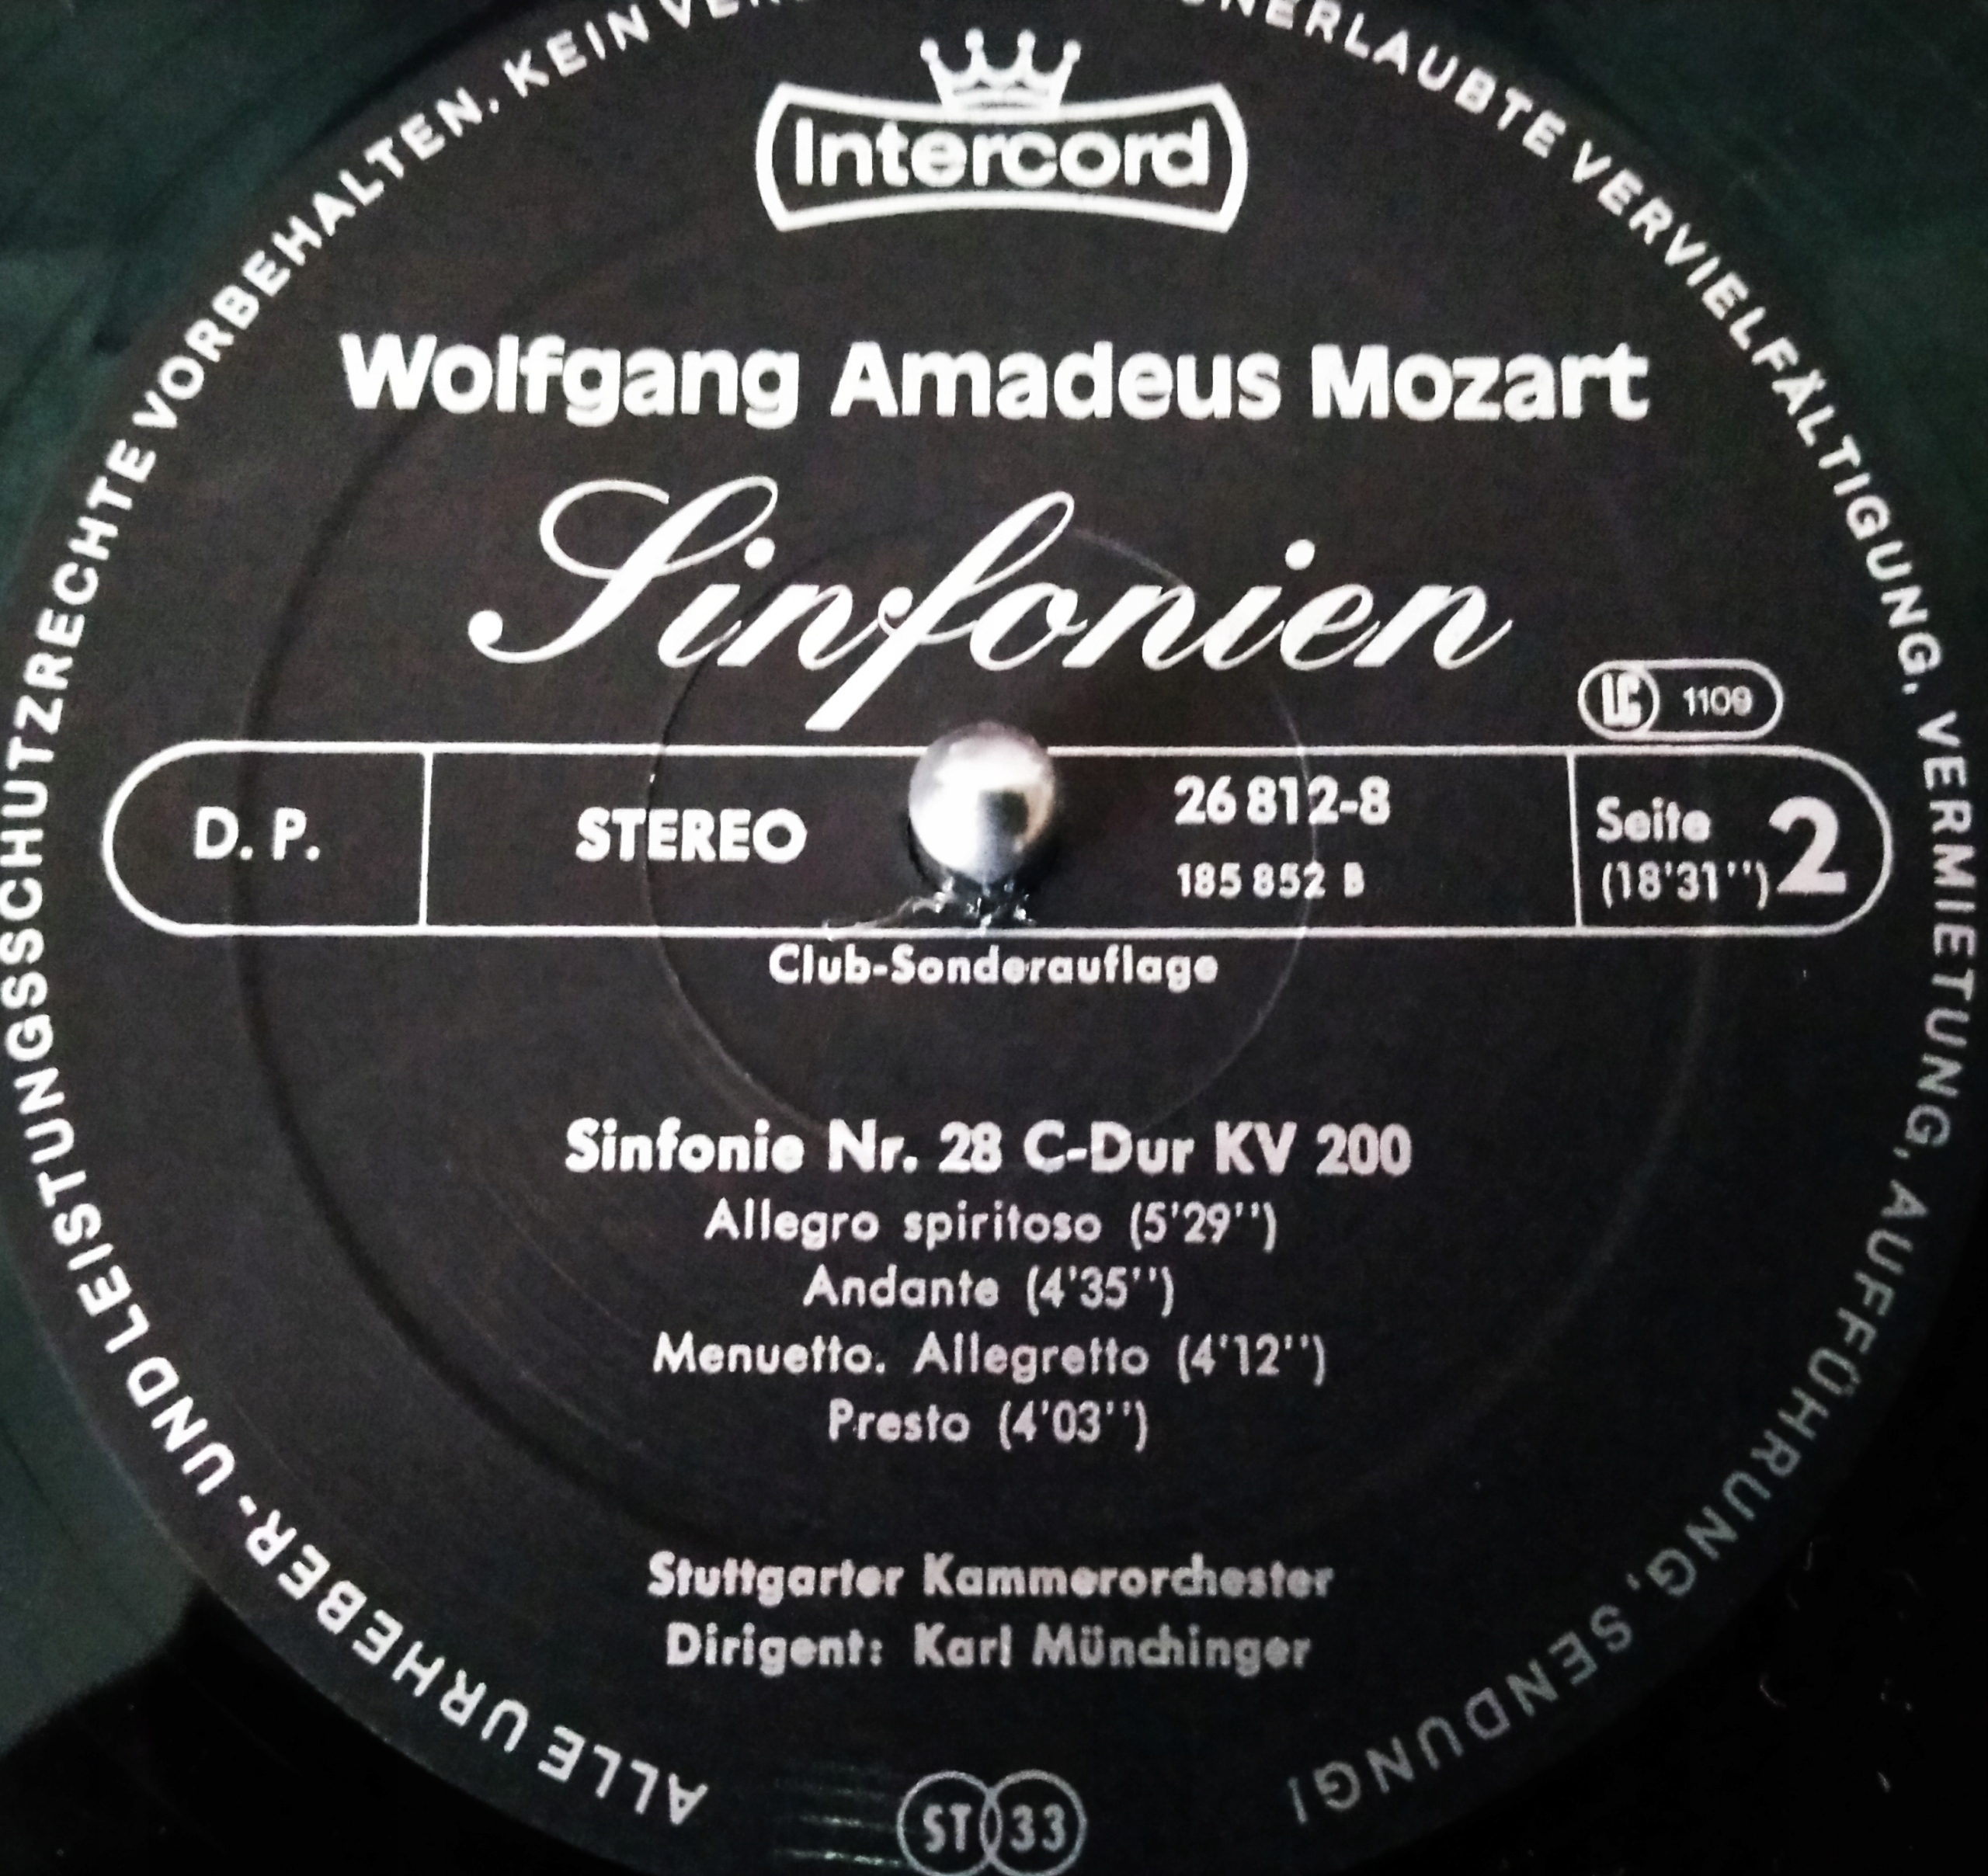 Intercord
Wolfgang Amadeus Mozart
Sinfonien
LC 1109
D. P.
STEREO
26 812-8
185 852 B
Seite 2
(18'31'')
Club-Sonderauflage
Sinfonie Nr. 28 C-Dur KV 200
Allegro spiritoso (5'29'')
Andante (4'35'')
Menuetto. Allegretto (4'12'')
Presto (4'03'')
Stuttgarter Kammerorchester
Dirigent: Karl Münchinger
ST 33
ALLE URHEBER- UND LEISTUNGSSCHUTZRECHTE VORBEHALTEN. KEIN
VERVIELFÄLTIGUNG, VERMIETUNG, AUFFÜHRUNG, SENDUNG!